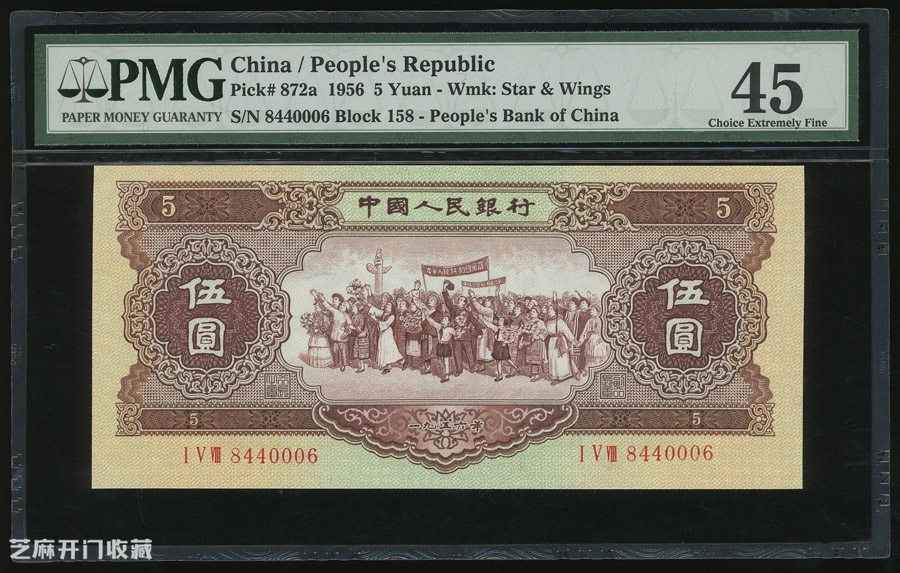 PMG
PAPER MONEY GUARANTY
China / People's Republic
Pick# 872a 1956 5 Yuan - Wmk: Star & Wings
S/N 8440006 Block 158 - People's Bank of China
45
Choice Extremely Fine
5
中國人民銀行
5
伍圓
伍圓
5
一九五六年
5
I V VIII 8440006
I V VIII 8440006
芝麻开门收藏